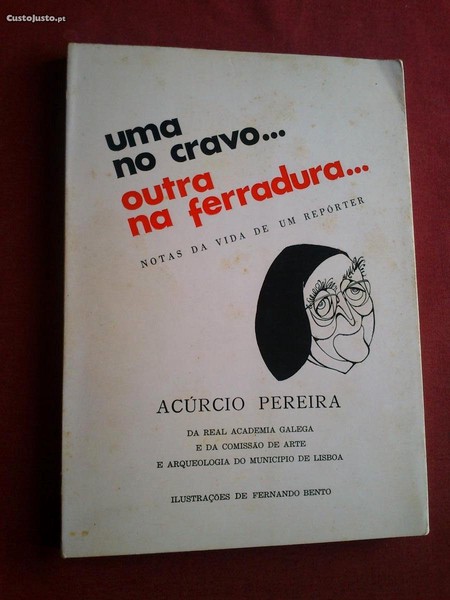 CustoJusto.pt
uma
no cravo...
outra
na ferradura...
NOTAS DA VIDA DE UM REPÓRTER
ACÚRCIO PEREIRA
DA REAL ACADEMIA GALEGA
E DA COMISSÃO DE ARTE
E ARQUEOLOGIA DO MUNICIPIO DE LISBOA
ILUSTRAÇÕES DE FERNANDO BENTO